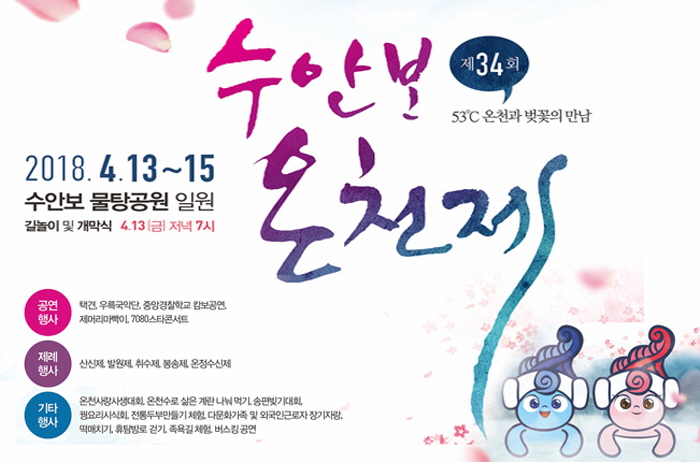 수안보
온천제
제34회
53℃ 온천과 벚꽃의 만남
2018. 4.13~15
수안보 물탕공원 일원
길놀이 및 개막식 4.13(금) 저녁 7시
공연
행사
택견, 우륵국악단, 중앙경찰학교 캄보공연,
제머리마빡이, 7080스타콘서트
제례
행사
산신제, 발원제, 취수제, 봉송제, 온정수신제
기타
행사
온천사랑사생대회, 온천수로 삶은 계란 나눠 먹기, 송편빚기대회,
꿩요리시식회, 전통두부만들기 체험, 다문화가족 및 외국인근로자 장기자랑,
떡메치기, 휴탐방로 걷기, 족욕길 체험, 버스킹 공연